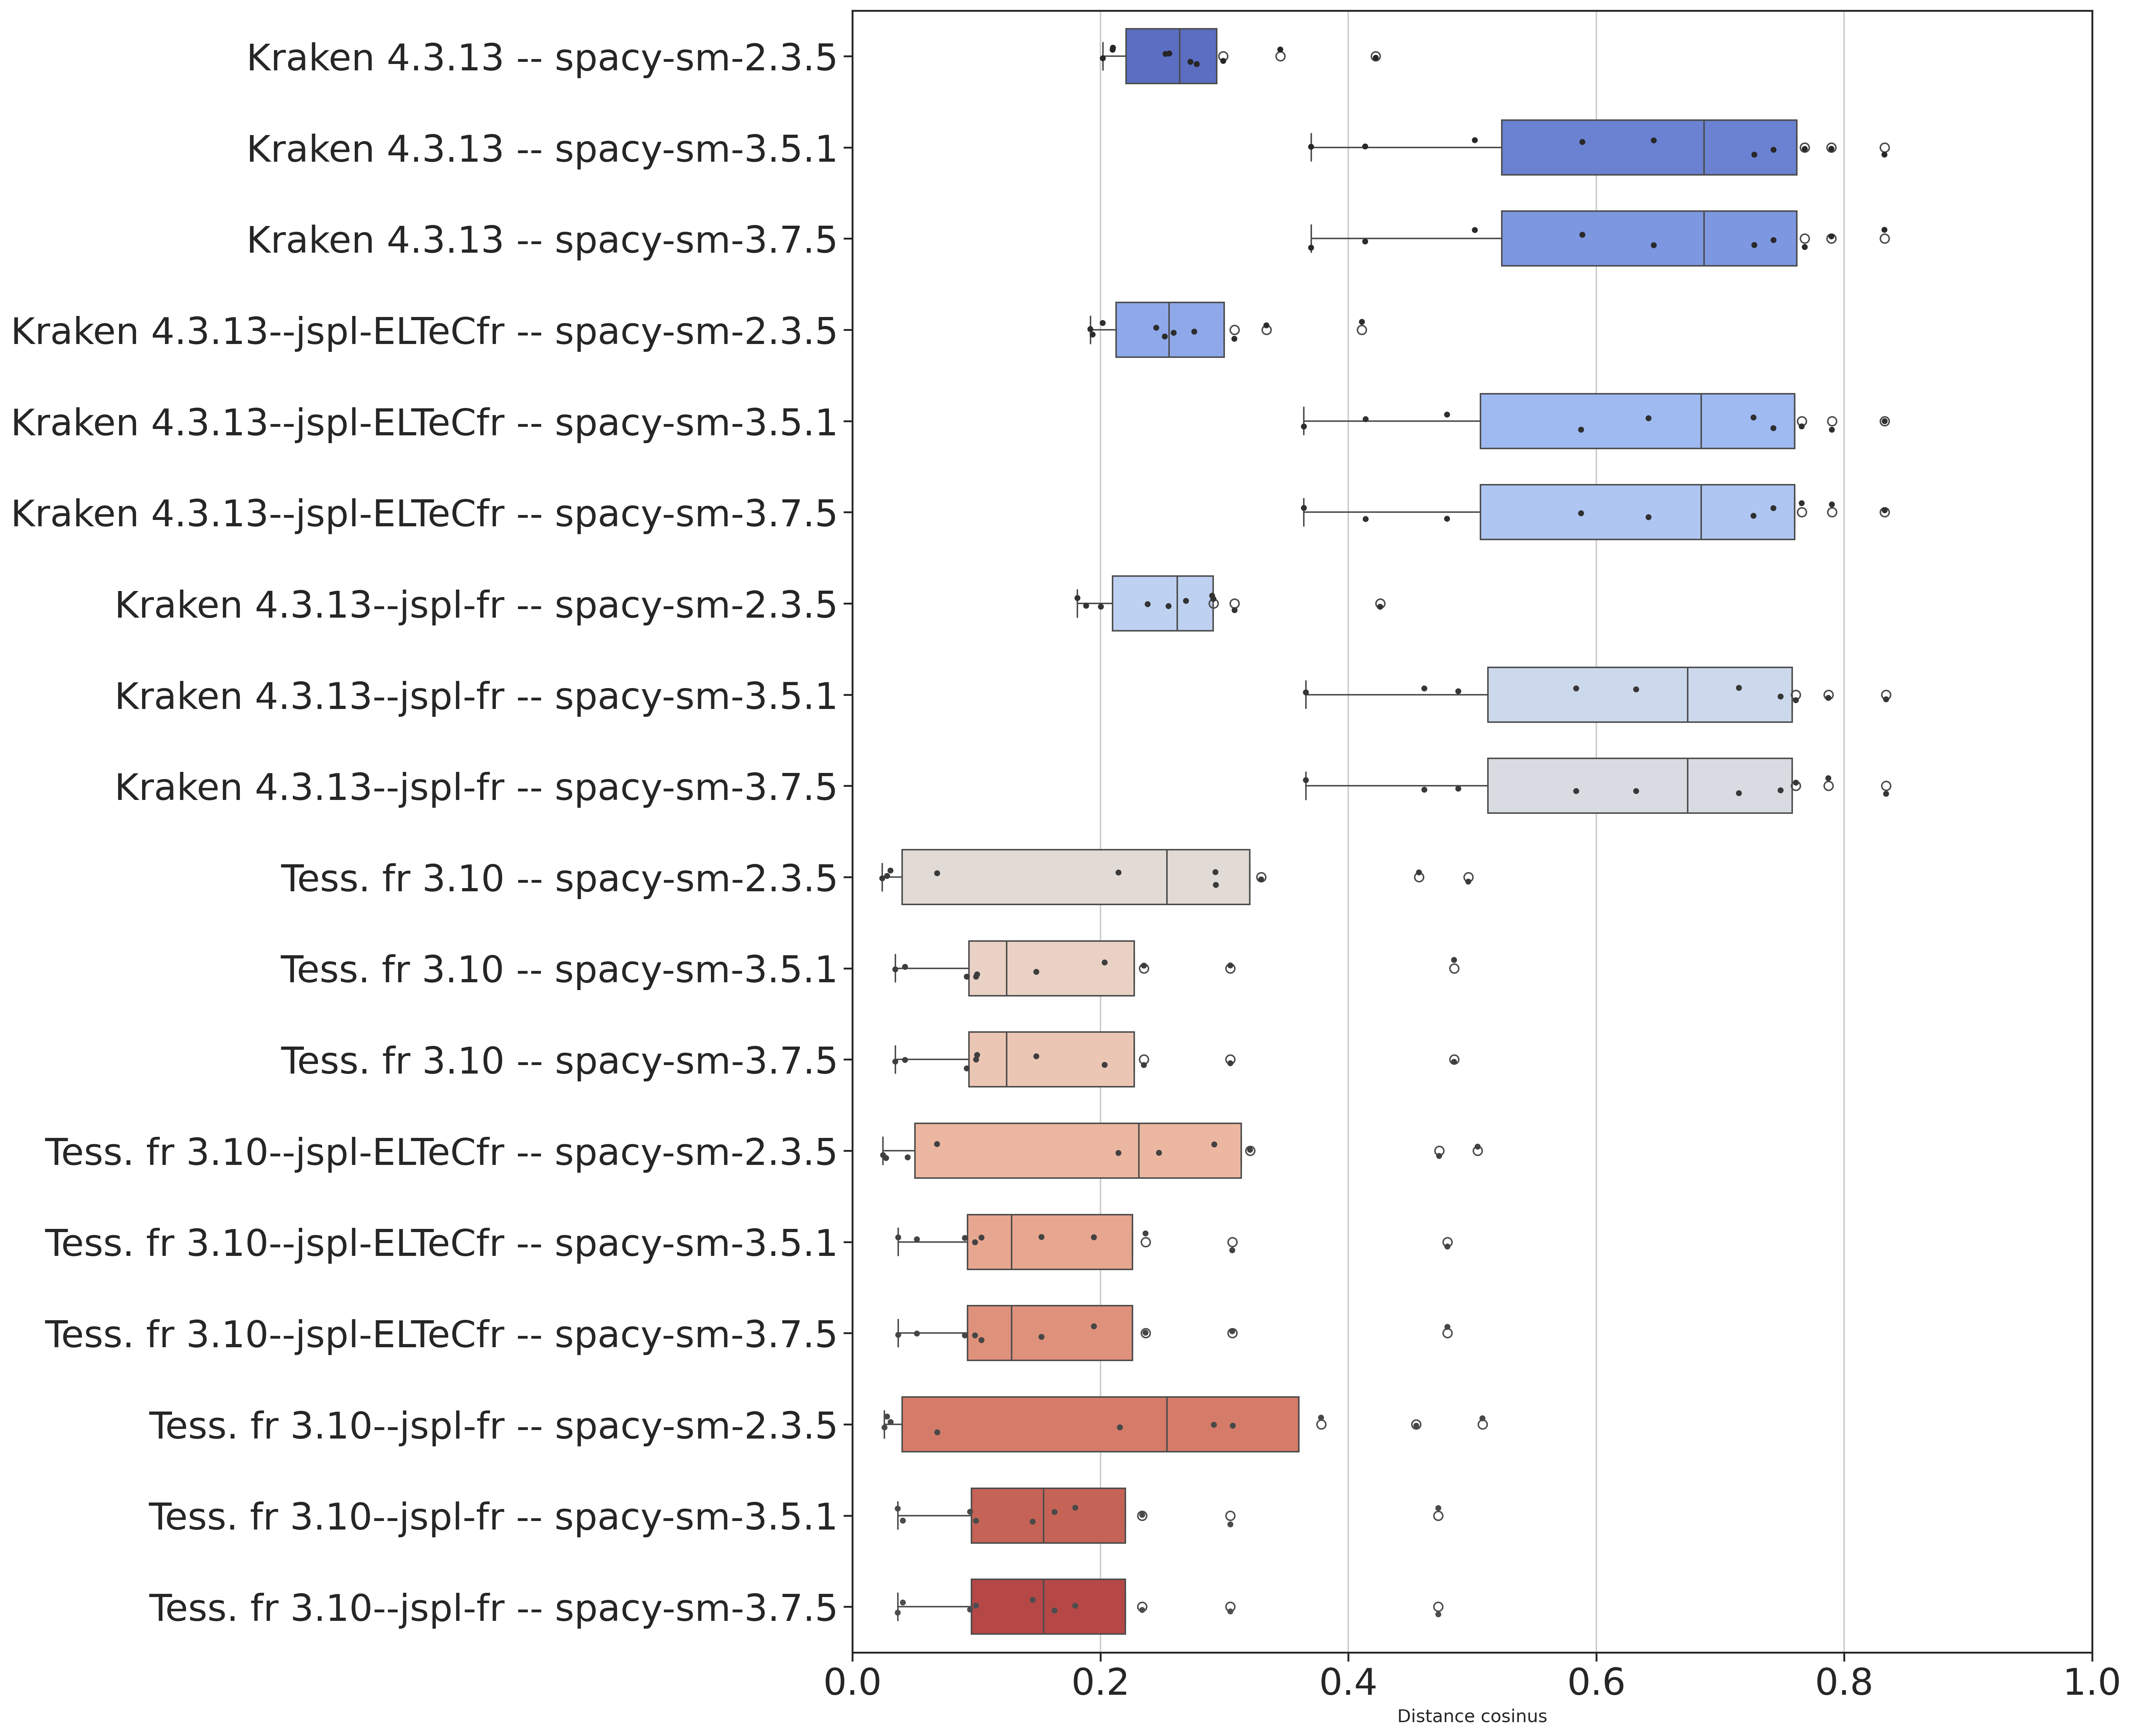 Kraken 4.3.13 -- spacy-sm-2.3.5
Kraken 4.3.13 -- spacy-sm-3.5.1
Kraken 4.3.13 -- spacy-sm-3.7.5
Kraken 4.3.13--jspl-ELTeCfr -- spacy-sm-2.3.5
Kraken 4.3.13--jspl-ELTeCfr -- spacy-sm-3.5.1
Kraken 4.3.13--jspl-ELTeCfr -- spacy-sm-3.7.5
Kraken 4.3.13--jspl-fr -- spacy-sm-2.3.5
Kraken 4.3.13--jspl-fr -- spacy-sm-3.5.1
Kraken 4.3.13--jspl-fr -- spacy-sm-3.7.5
Tess. fr 3.10 -- spacy-sm-2.3.5
Tess. fr 3.10 -- spacy-sm-3.5.1
Tess. fr 3.10 -- spacy-sm-3.7.5
Tess. fr 3.10--jspl-ELTeCfr -- spacy-sm-2.3.5
Tess. fr 3.10--jspl-ELTeCfr -- spacy-sm-3.5.1
Tess. fr 3.10--jspl-ELTeCfr -- spacy-sm-3.7.5
Tess. fr 3.10--jspl-fr -- spacy-sm-2.3.5
Tess. fr 3.10--jspl-fr -- spacy-sm-3.5.1
Tess. fr 3.10--jspl-fr -- spacy-sm-3.7.5
0.0 0.2 0.4 0.6 0.8 1.0
Distance cosinus